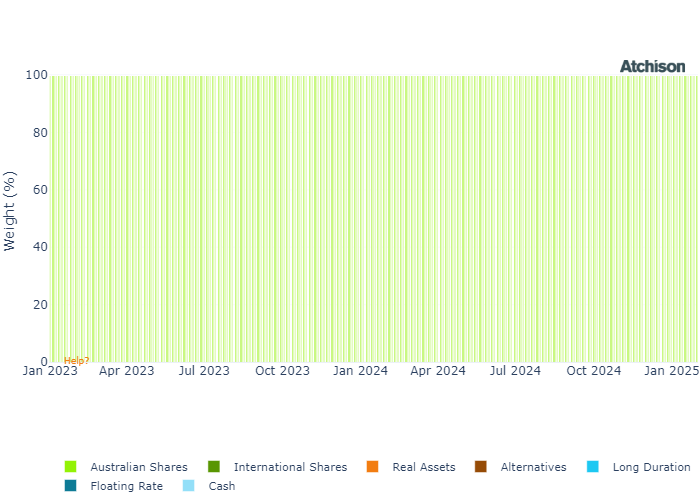 Atchison
100
80
60
40
20
0
Weight (%)
Help?
Jan 2023 Apr 2023 Jul 2023 Oct 2023 Jan 2024 Apr 2024 Jul 2024 Oct 2024 Jan 2025
Australian Shares International Shares Real Assets Alternatives Long Duration
Floating Rate Cash